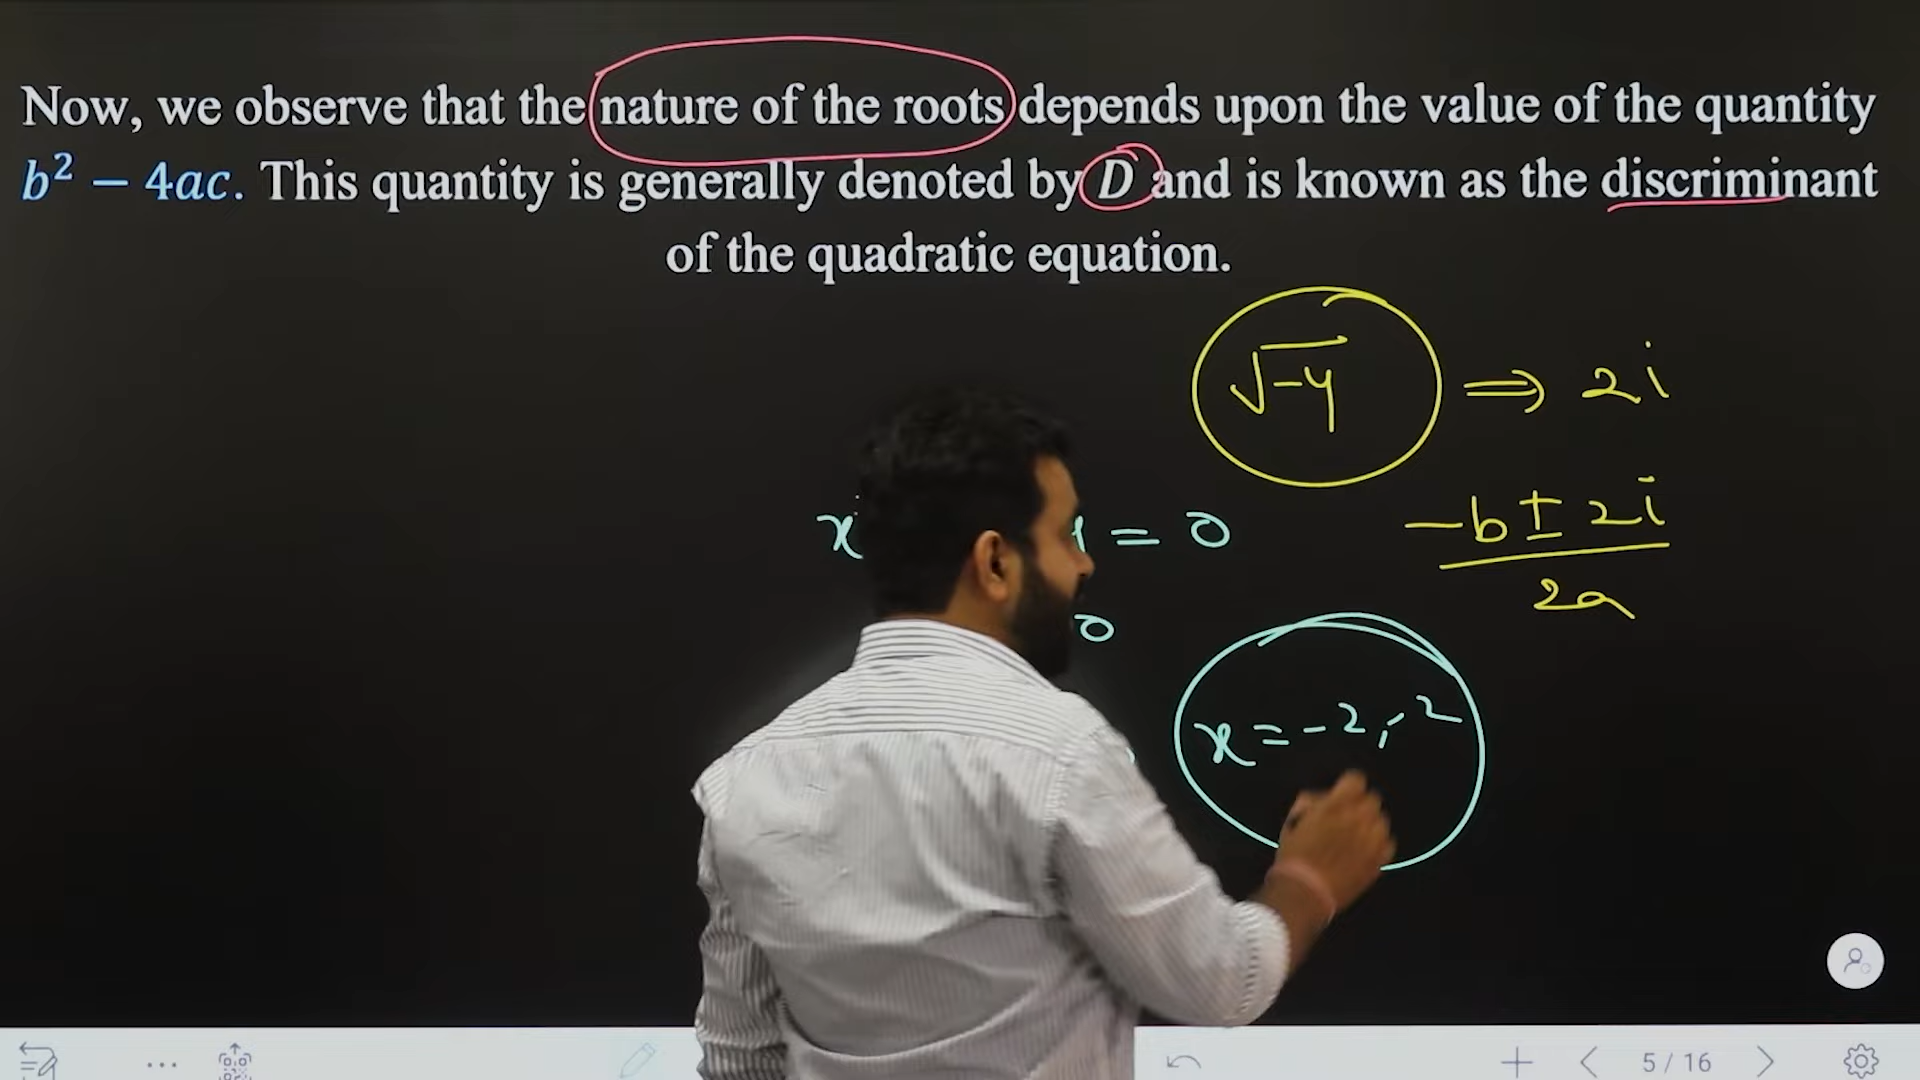 Now, we observe that the nature of the roots depends upon the value of the quantity
b² − 4ac. This quantity is generally denoted by D and is known as the discriminant
of the quadratic equation.
√-4 ⇒ 2i
x = 0
-b ± 2i
2a
0
x = -2, -2
5 / 16